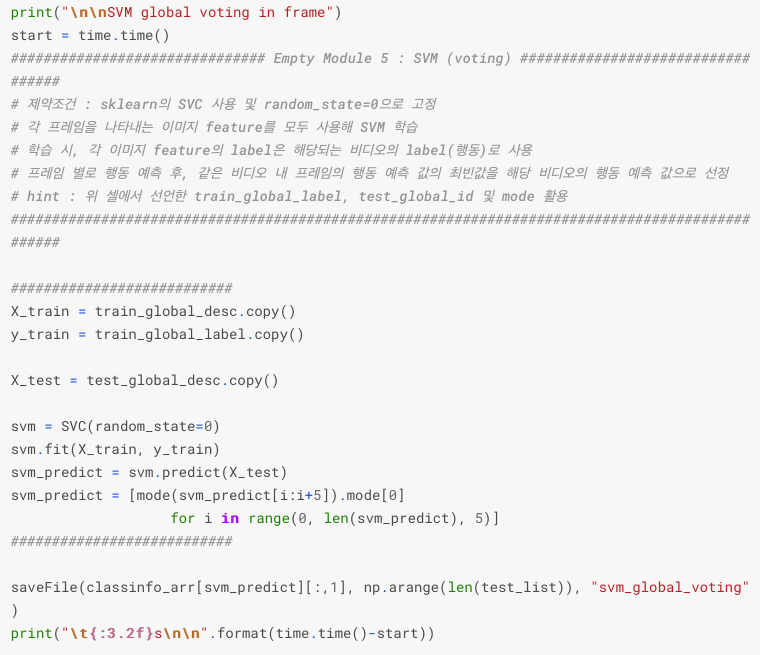 print("\n\nSVM global voting in frame")
start = time.time()
############################### Empty Module 5 : SVM (voting) ############################
######
# 제약조건 : sklearn의 SVC 사용 및 random_state=0으로 고정
# 각 프레임을 나타내는 이미지 feature를 모두 사용해 SVM 학습
# 학습 시, 각 이미지 feature의 label은 해당되는 비디오의 label(행동)로 사용
# 프레임 별로 행동 예측 후, 같은 비디오 내 프레임의 행동 예측 값의 최빈값을 해당 비디오의 행동 예측 값으로 선정
# hint : 위 셀에서 선언한 train_global_label, test_global_id 및 mode 활용
##########################################################################################
######
###########################
X_train = train_global_desc.copy()
y_train = train_global_label.copy()
X_test = test_global_desc.copy()
svm = SVC(random_state=0)
svm.fit(X_train, y_train)
svm_predict = svm.predict(X_test)
svm_predict = [mode(svm_predict[i:i+5]).mode[0]
                   for i in range(0, len(svm_predict), 5)]
###########################
saveFile(classinfo_arr[svm_predict][:,1], np.arange(len(test_list)), "svm_global_voting"
)
print("\t{:3.2f}s\n\n".format(time.time()-start))